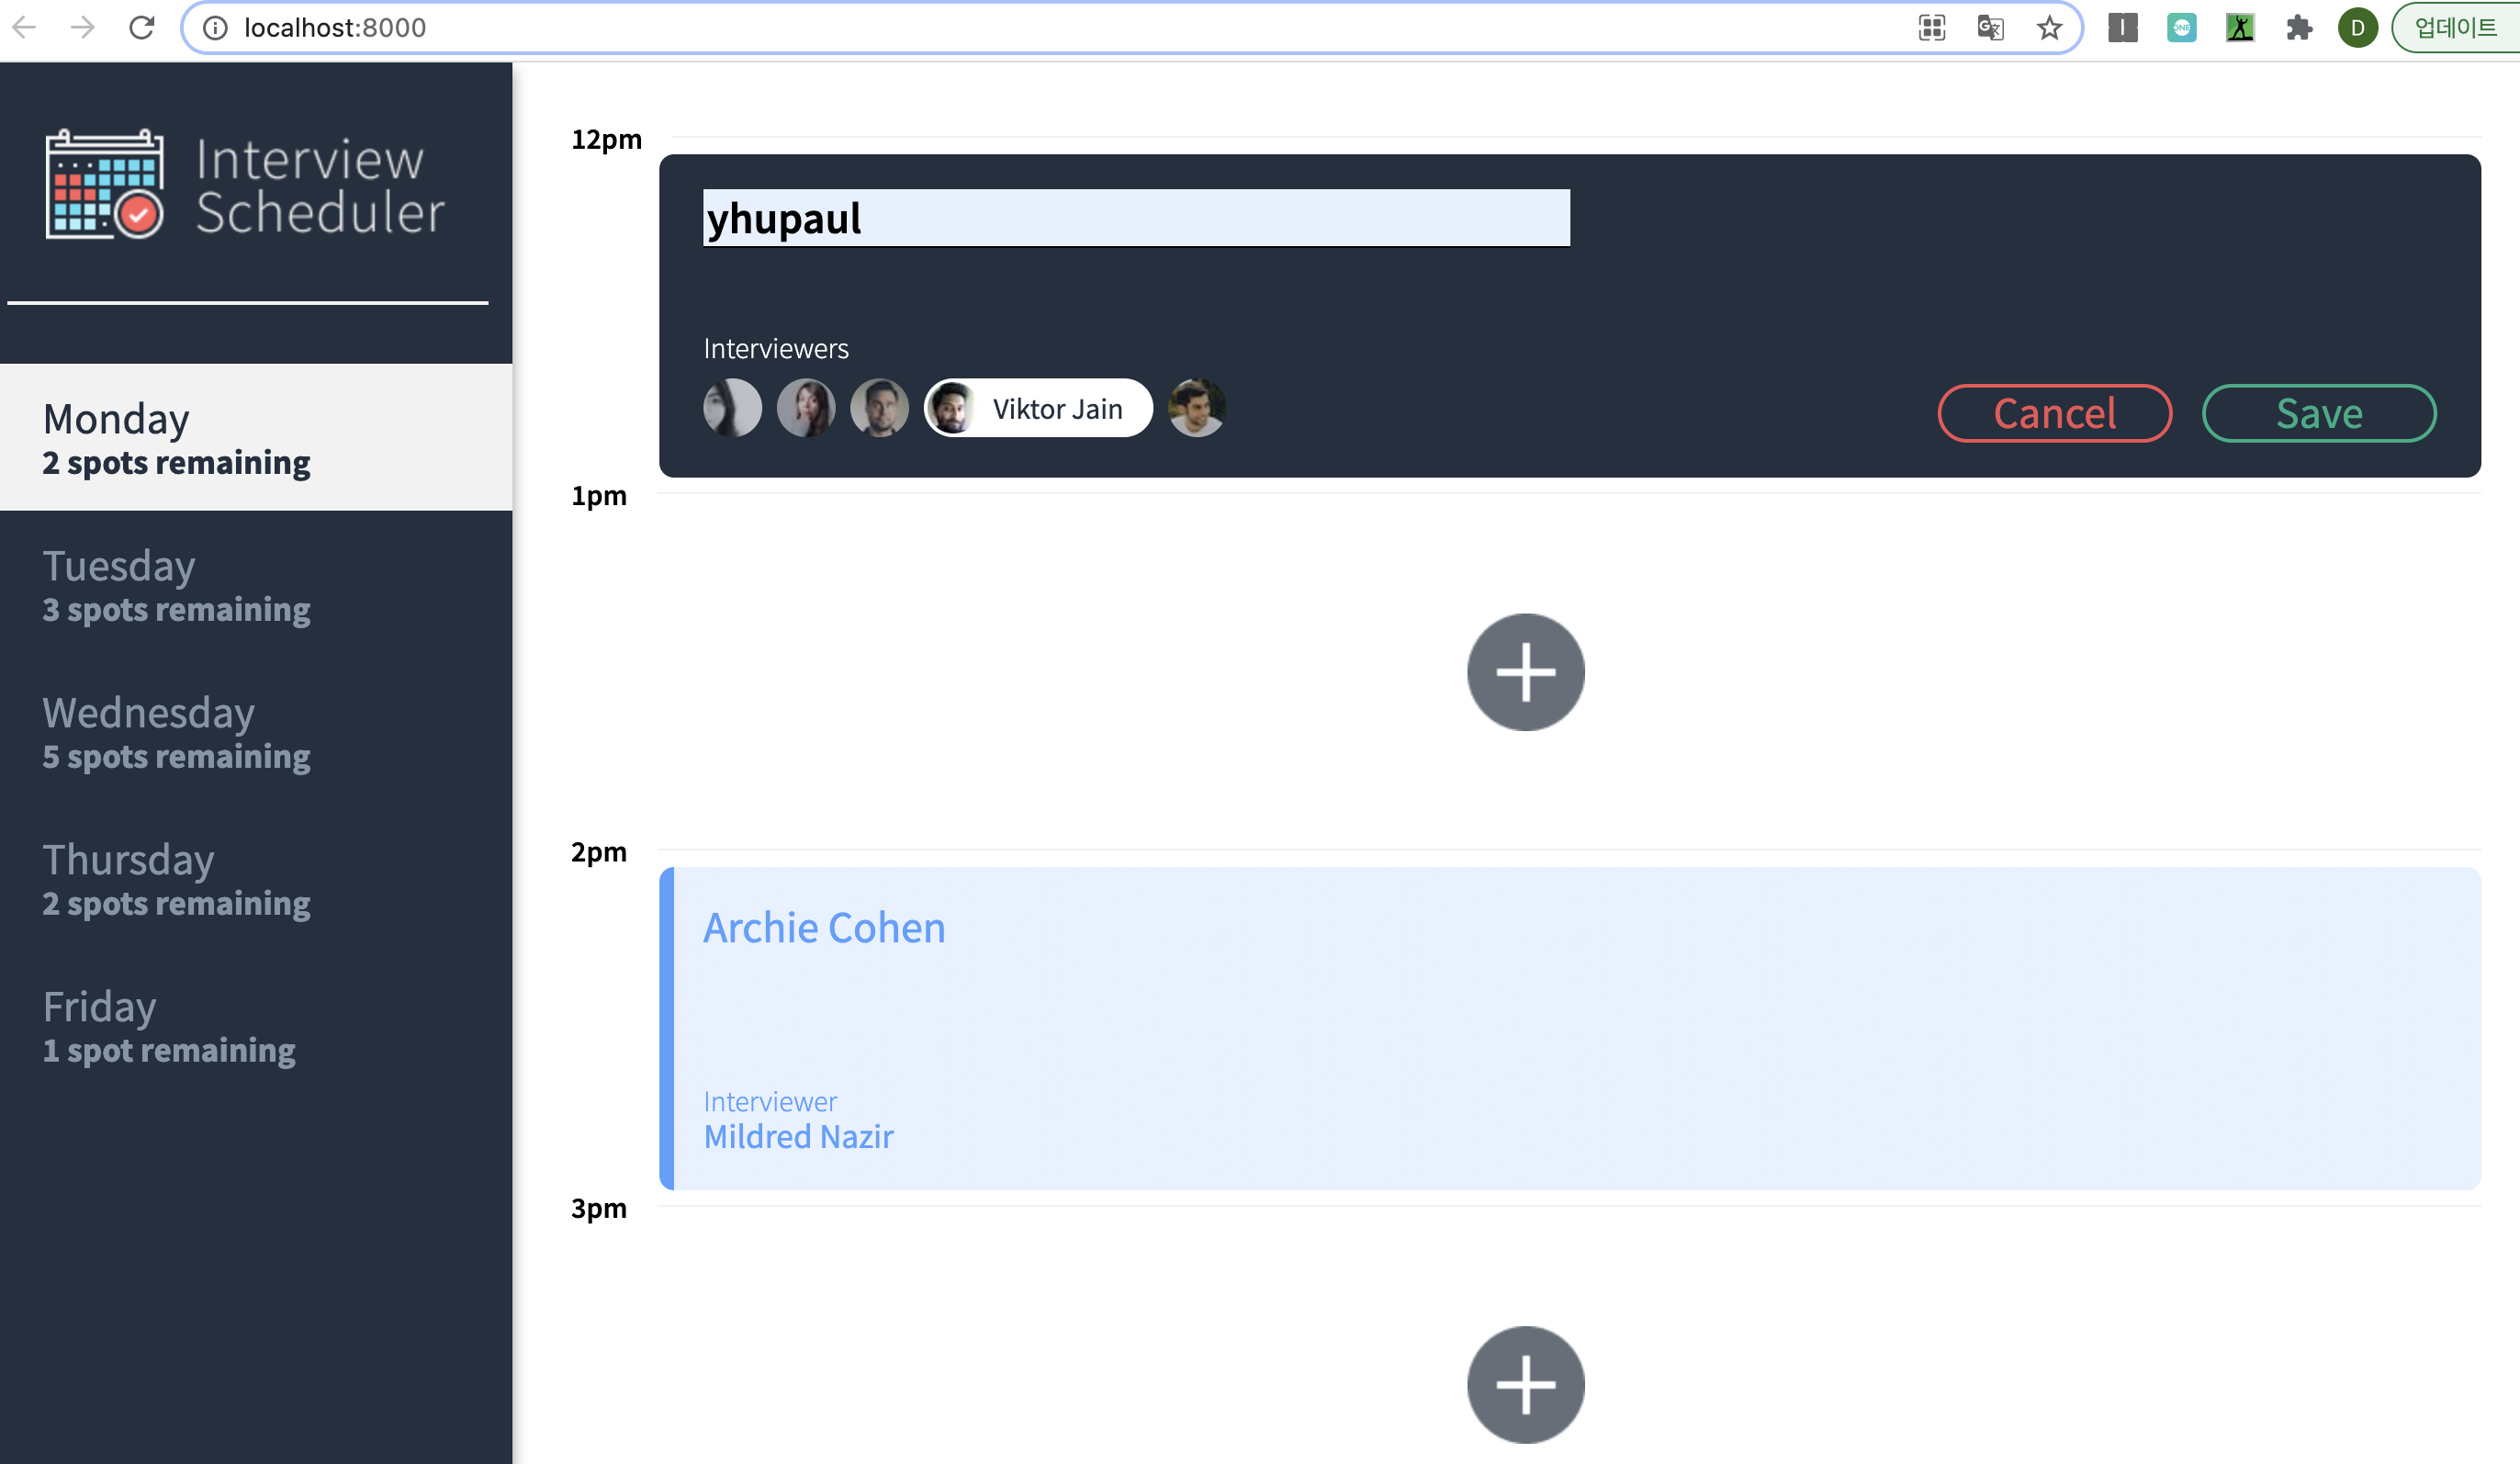 localhost:8000
D
업데이트
Interview
Scheduler
Monday
2 spots remaining
Tuesday
3 spots remaining
Wednesday
5 spots remaining
Thursday
2 spots remaining
Friday
1 spot remaining
12pm
yhupaul
Interviewers
Viktor Jain
Cancel
Save
1pm
2pm
Archie Cohen
Interviewer
Mildred Nazir
3pm